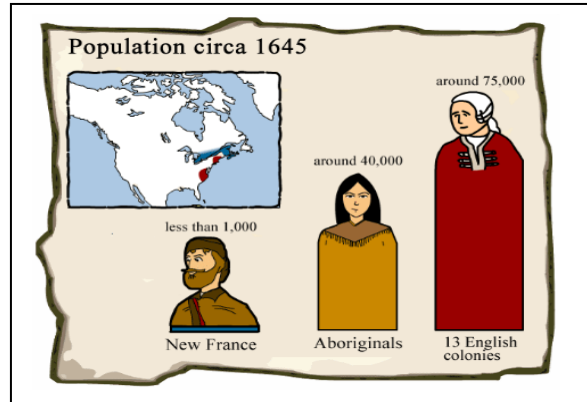 Population circa 1645
around 75,000
around 40,000
less than 1,000
New France
Aboriginals
13 English
colonies